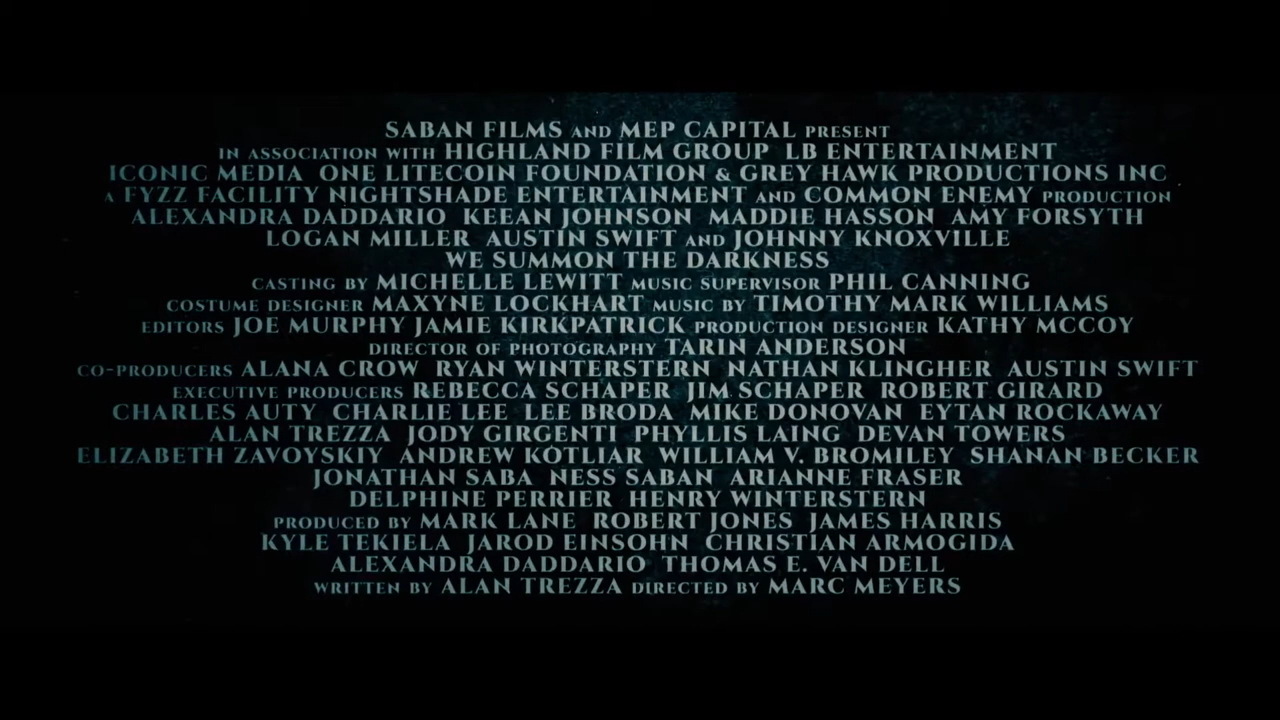 SABAN FILMS AND MEP CAPITAL PRESENT
IN ASSOCIATION WITH HIGHLAND FILM GROUP LB ENTERTAINMENT
ICONIC MEDIA ONE LITECOIN FOUNDATION & GREY HAWK PRODUCTIONS INC
A FYZZ FACILITY NIGHTSHADE ENTERTAINMENT AND COMMON ENEMY PRODUCTION
ALEXANDRA DADDARIO KEEAN JOHNSON MADDIE HASSON AMY FORSYTH
LOGAN MILLER AUSTIN SWIFT AND JOHNNY KNOXVILLE
WE SUMMON THE DARKNESS
CASTING BY MICHELLE LEWITT MUSIC SUPERVISOR PHIL CANNING
COSTUME DESIGNER MAXYNE LOCKHART MUSIC BY TIMOTHY MARK WILLIAMS
EDITORS JOE MURPHY JAMIE KIRKPATRICK PRODUCTION DESIGNER KATHY MCCOY
DIRECTOR OF PHOTOGRAPHY TARIN ANDERSON
CO-PRODUCERS ALANA CROW RYAN WINTERSTERN NATHAN KLINGHER AUSTIN SWIFT
EXECUTIVE PRODUCERS REBECCA SCHAPER JIM SCHAPER ROBERT GIRARD
CHARLES AUTY CHARLIE LEE LEE BRODA MIKE DONOVAN EYTAN ROCKAWAY
ALAN TREZZA JODY GIRGENTI PHYLLIS LAING DEVAN TOWERS
ELIZABETH ZAVOYSKIY ANDREW KOTLIAR WILLIAM V. BROMILEY SHANAN BECKER
JONATHAN SABA NESS SABAN ARIANNE FRASER
DELPHINE PERRIER HENRY WINTERSTERN
PRODUCED BY MARK LANE ROBERT JONES JAMES HARRIS
KYLE TEKIELA JAROD EINSOHN CHRISTIAN ARMOGIDA
ALEXANDRA DADDARIO THOMAS E. VAN DELL
WRITTEN BY ALAN TREZZA DIRECTED BY MARC MEYERS